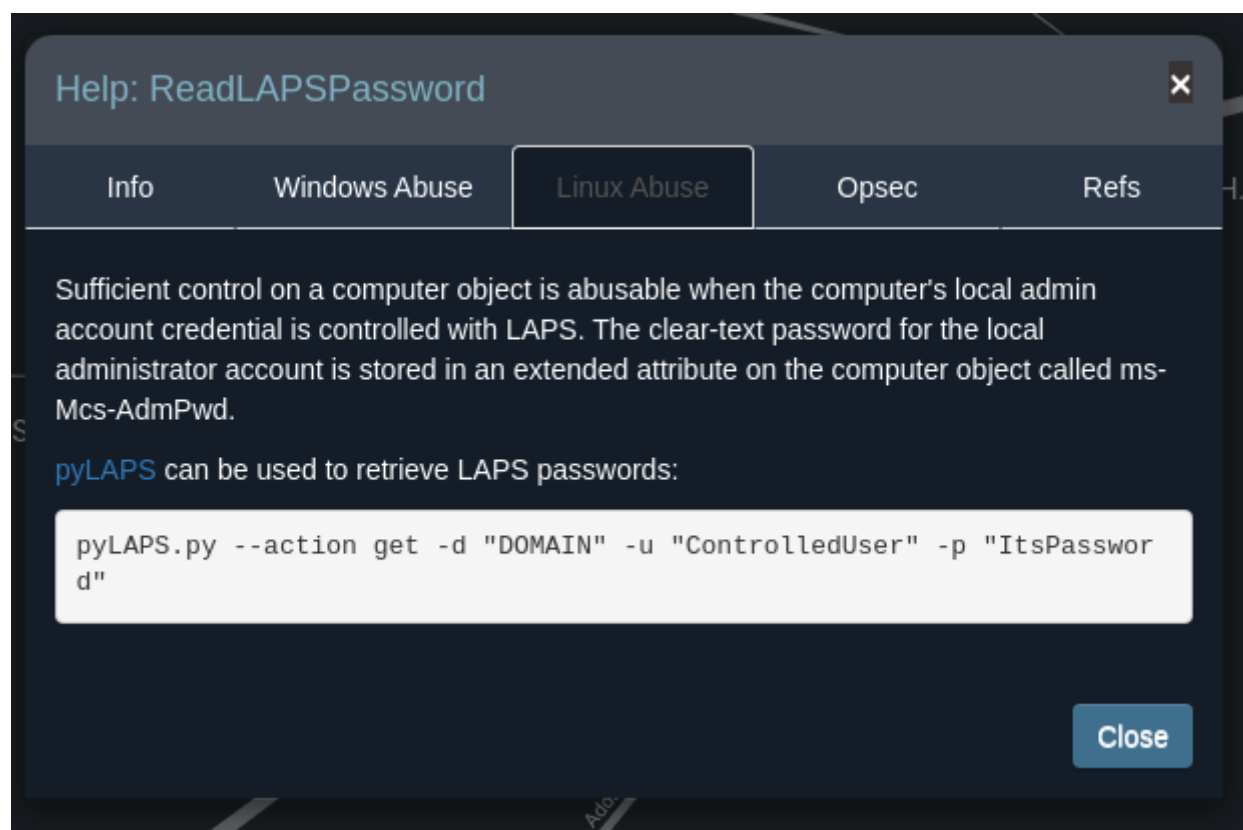 Help: ReadLAPSPassword
×
Info
Windows Abuse
Linux Abuse
Opsec
Refs
H.
Sufficient control on a computer object is abusable when the computer's local admin
account credential is controlled with LAPS. The clear-text password for the local
administrator account is stored in an extended attribute on the computer object called ms-
Mcs-AdmPwd.
S
pyLAPS can be used to retrieve LAPS passwords:
pyLAPS.py --action get -d "DOMAIN" -u "ControlledUser" -p "ItsPasswor
d"
Close